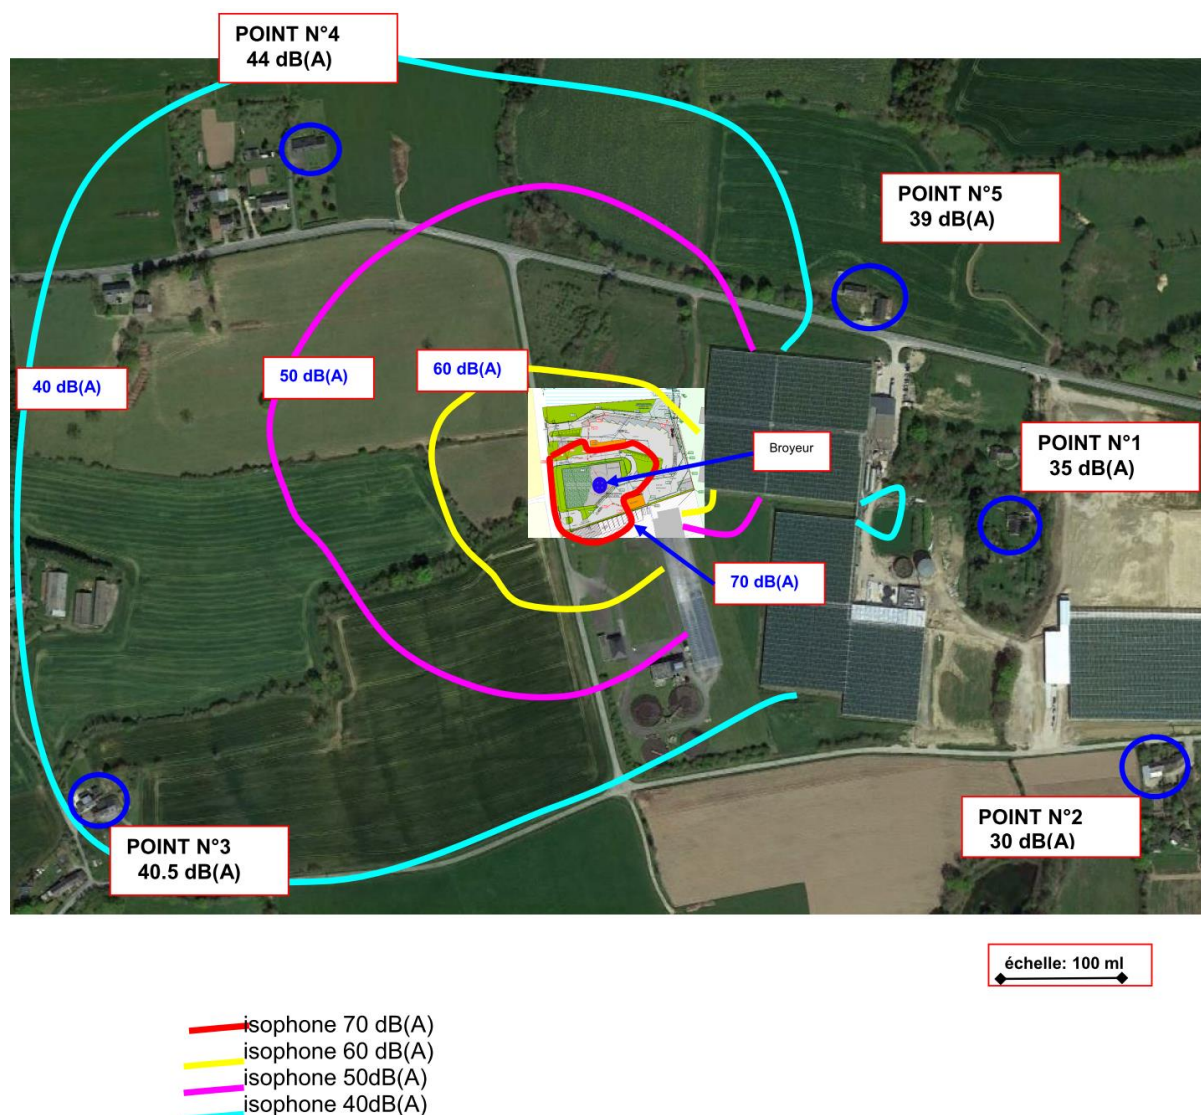 POINT N°4
44 dB(A)
POINT N°5
39 dB(A)
40 dB(A)
50 dB(A)
60 dB(A)
Broyeur
POINT N°1
35 dB(A)
70 dB(A)
POINT N°3
40.5 dB(A)
POINT N°2
30 dB(A)
échelle: 100 ml
isophone 70 dB(A)
isophone 60 dB(A)
isophone 50dB(A)
isophone 40dB(A)